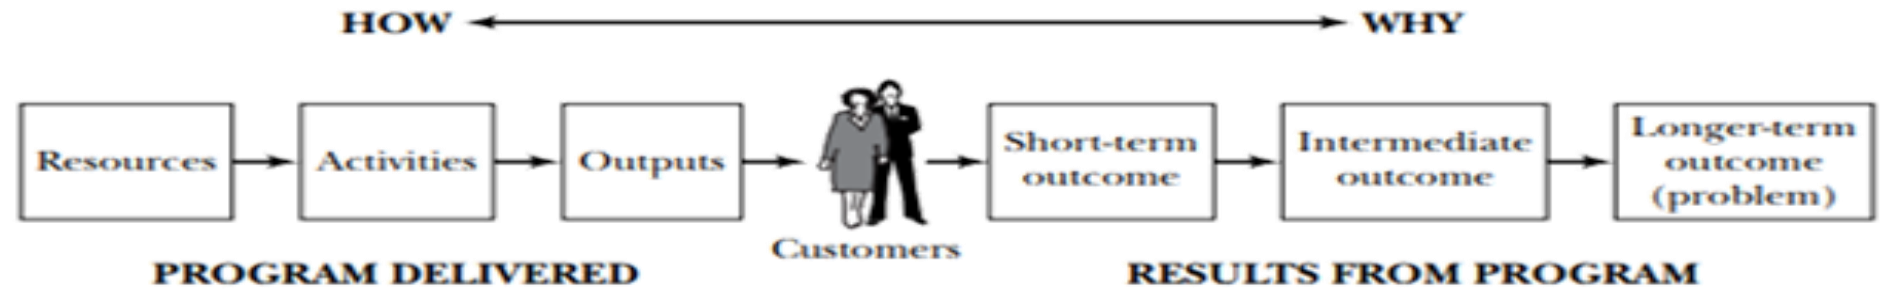 HOW WHY
Resources
Activities
Outputs
Customers
Short-term
outcome
Intermediate
outcome
Longer-term
outcome
(problem)
PROGRAM DELIVERED
RESULTS FROM PROGRAM